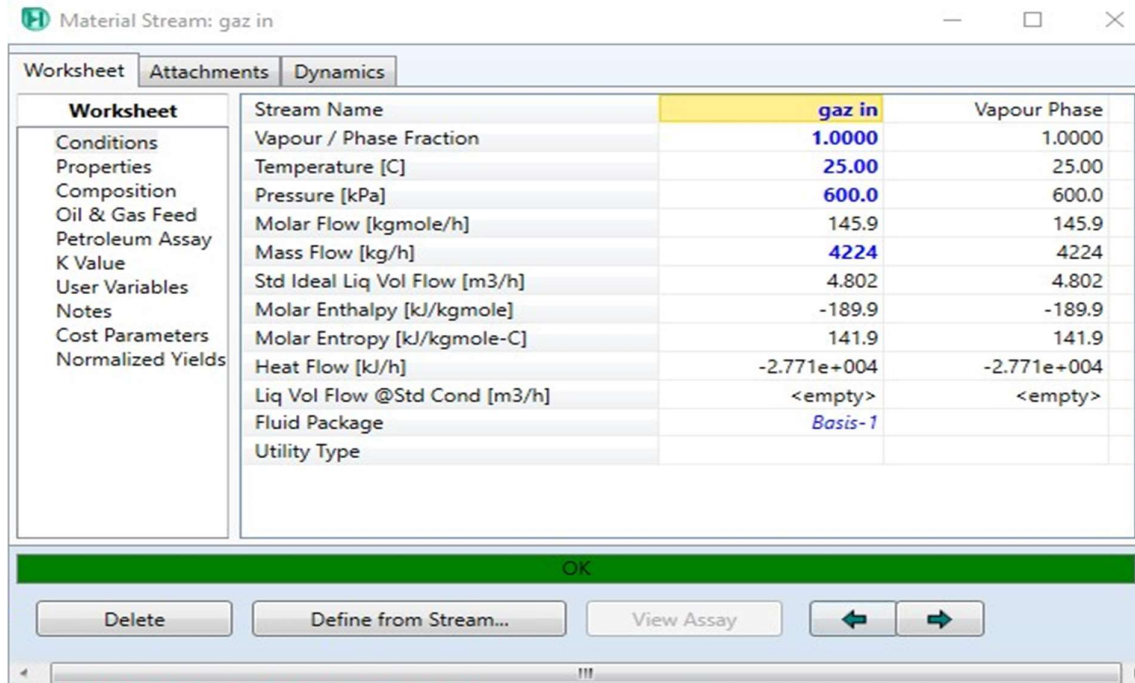 Material Stream: gaz in
Worksheet Attachments Dynamics
Worksheet
Conditions
Properties
Composition
Oil & Gas Feed
Petroleum Assay
K Value
User Variables
Notes
Cost Parameters
Normalized Yields
Stream Name gaz in Vapour Phase
Vapour / Phase Fraction 1.0000 1.0000
Temperature [C] 25.00 25.00
Pressure [kPa] 600.0 600.0
Molar Flow [kgmole/h] 145.9 145.9
Mass Flow [kg/h] 4224 4224
Std Ideal Liq Vol Flow [m3/h] 4.802 4.802
Molar Enthalpy [kJ/kgmole] -189.9 -189.9
Molar Entropy [kJ/kgmole-C] 141.9 141.9
Heat Flow [kJ/h] -2.771e+004 -2.771e+004
Liq Vol Flow @Std Cond [m3/h] <empty> <empty>
Fluid Package Basis-1
Utility Type
OK
Delete Define from Stream... View Assay